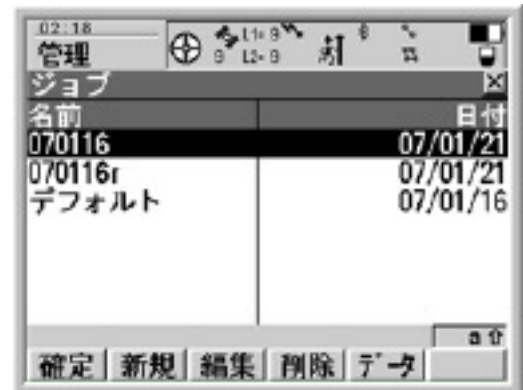 02:18
管理 9 L1= 9 L2= 9
ジョブ
名前 日付
070116 07/01/21
070116r 07/01/21
デフォルト 07/01/16
a
確定 新規 編集 削除 データ